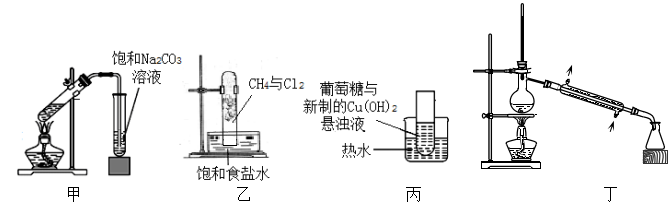 饱和Na₂CO₃
溶液
甲
CH₄与Cl₂
饱和食盐水
乙
葡萄糖与
新制的Cu(OH)₂
悬浊液
热水
丙
丁